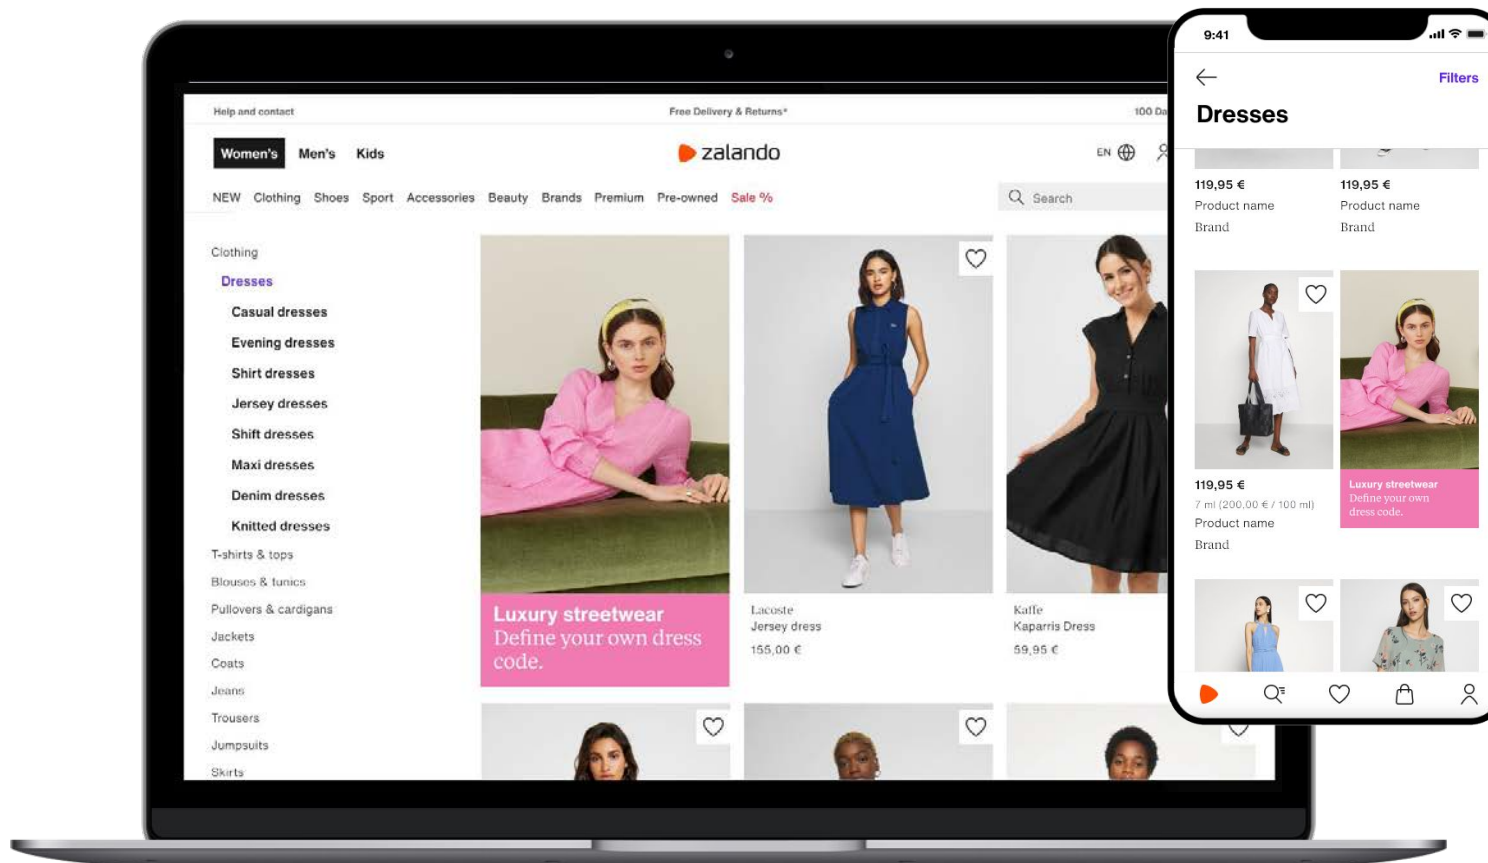 Help and contact
Free Delivery & Returns*
100 Da
Women's Men's Kids
zalando
EN
NEW Clothing Shoes Sport Accessories Beauty Brands Premium Pre-owned Sale %
Search
Clothing
Dresses
Casual dresses
Evening dresses
Shirt dresses
Jersey dresses
Shift dresses
Maxi dresses
Denim dresses
Knitted dresses
T-shirts & tops
Blouses & tunics
Pullovers & cardigans
Jackets
Coats
Jeans
Trousers
Jumpsuits
Skirts
Luxury streetwear
Define your own dress
code.
Lacoste
Jersey dress
155,00 €
Kaffe
Kaparris Dress
59,95 €
9:41
Filters
Dresses
119,95 €
Product name
Brand
119,95 €
Product name
Brand
119,95 €
7 ml (200,00 € / 100 ml)
Product name
Brand
Luxury streetwear
Define your own
dress code.